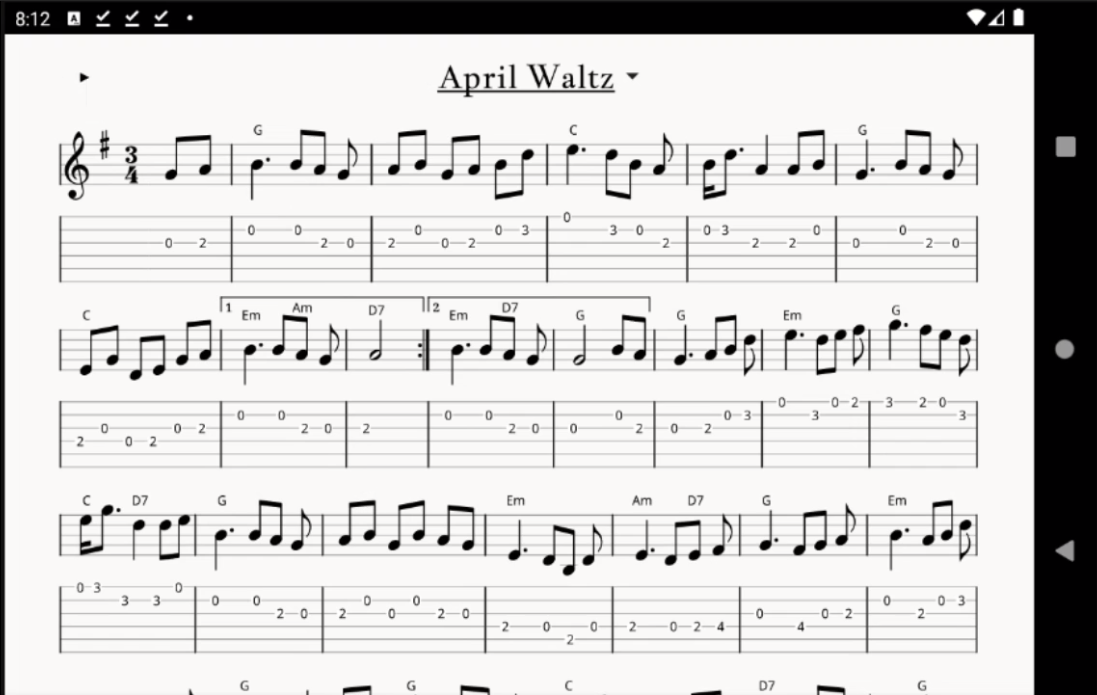 8:12
April Waltz
G C G
3
4
0 2 0 0 2 0 2 0 0 2 0 3 0 3 0 2 0 3 2 2 0 0 0 2 0
C 1 Em Am D7 2 Em D7 G G Em G
2 0 0 2 0 2 0 0 2 0 2 0 0 2 0 0 0 2 0 2 0 3 0 3 0 2 3 2 0 3
C D7 G Em Am D7 G Em
0 3 3 3 0 0 0 2 0 2 0 0 0 2 0 2 0 2 0 2 0 2 4 0 4 0 2 0 2 0 3
G G C D7 G